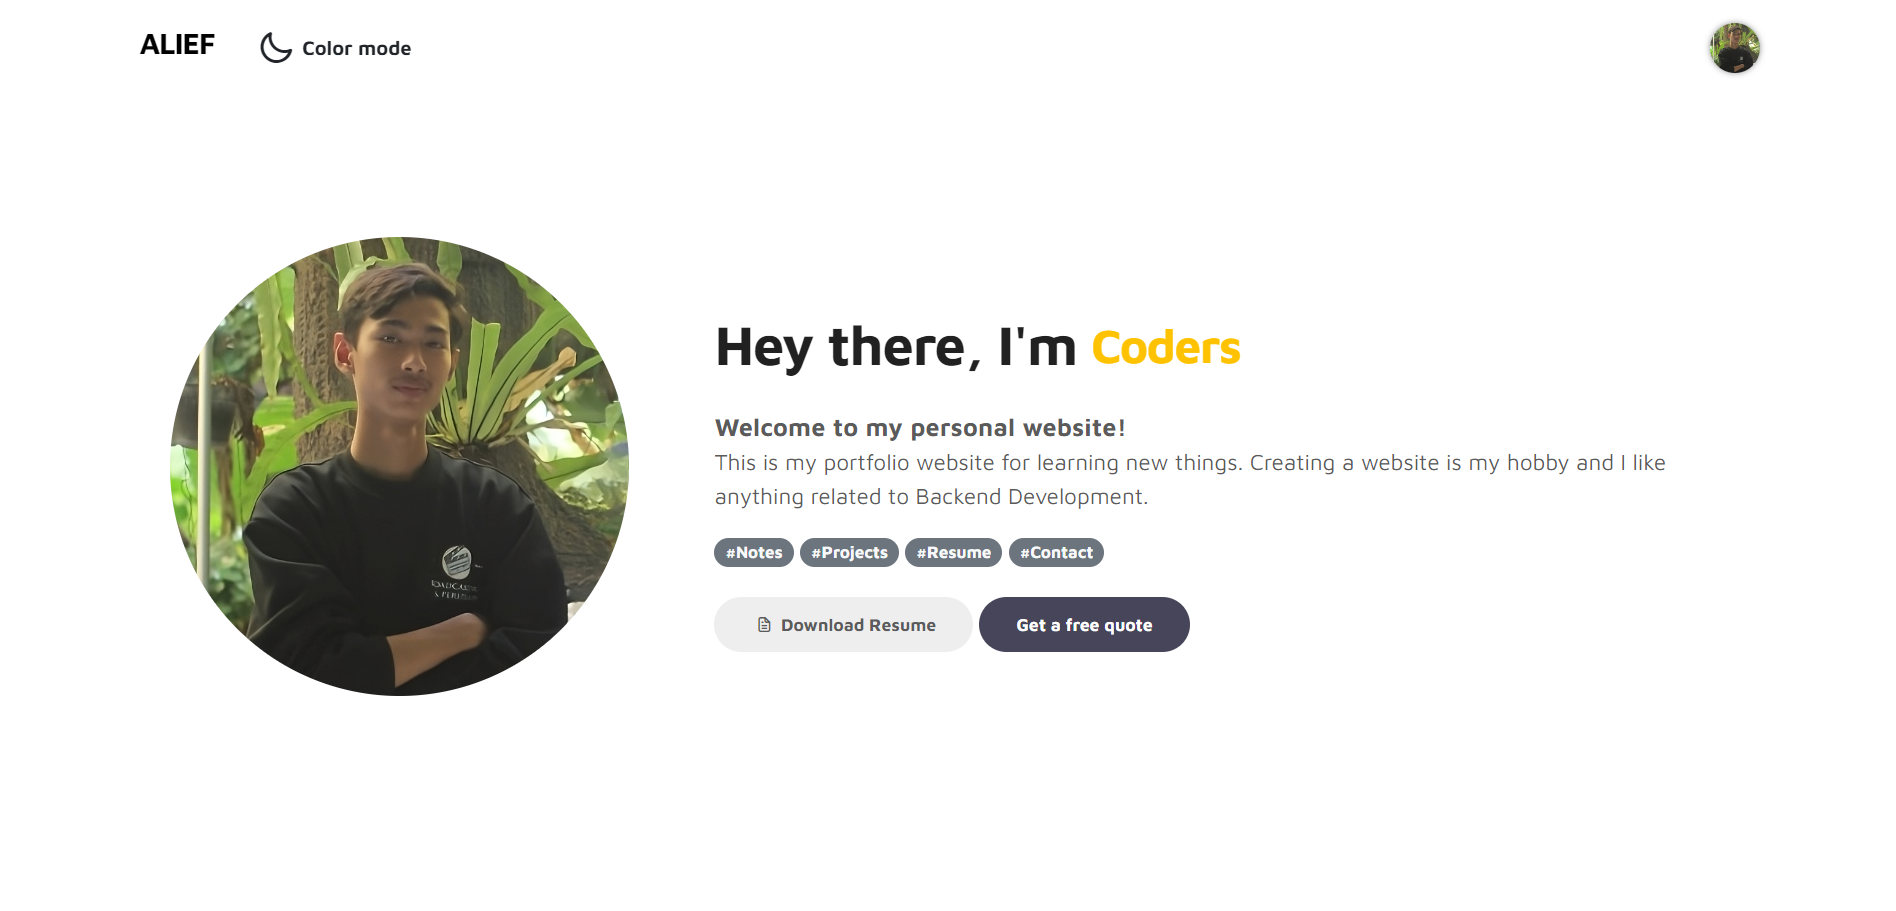 ALIEF
Color mode
Hey there, I'm Coders
Welcome to my personal website!
This is my portfolio website for learning new things. Creating a website is my hobby and I like
anything related to Backend Development.
#Notes #Projects #Resume #Contact
Download Resume
Get a free quote